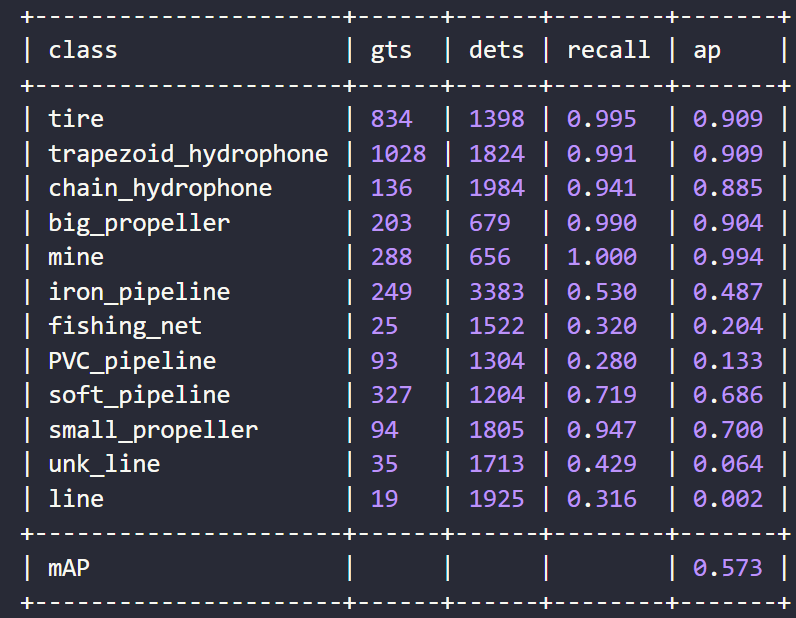 +----------------------+------+------+--------+-------+
| class                | gts  | dets | recall | ap    |
+----------------------+------+------+--------+-------+
| tire                 | 834  | 1398 | 0.995  | 0.909 |
| trapezoid_hydrophone | 1028 | 1824 | 0.991  | 0.909 |
| chain_hydrophone     | 136  | 1984 | 0.941  | 0.885 |
| big_propeller        | 203  | 679  | 0.990  | 0.904 |
| mine                 | 288  | 656  | 1.000  | 0.994 |
| iron_pipeline        | 249  | 3383 | 0.530  | 0.487 |
| fishing_net          | 25   | 1522 | 0.320  | 0.204 |
| PVC_pipeline         | 93   | 1304 | 0.280  | 0.133 |
| soft_pipeline        | 327  | 1204 | 0.719  | 0.686 |
| small_propeller      | 94   | 1805 | 0.947  | 0.700 |
| unk_line             | 35   | 1713 | 0.429  | 0.064 |
| line                 | 19   | 1925 | 0.316  | 0.002 |
+----------------------+------+------+--------+-------+
| mAP                  |      |      |        | 0.573 |
+----------------------+------+------+--------+-------+